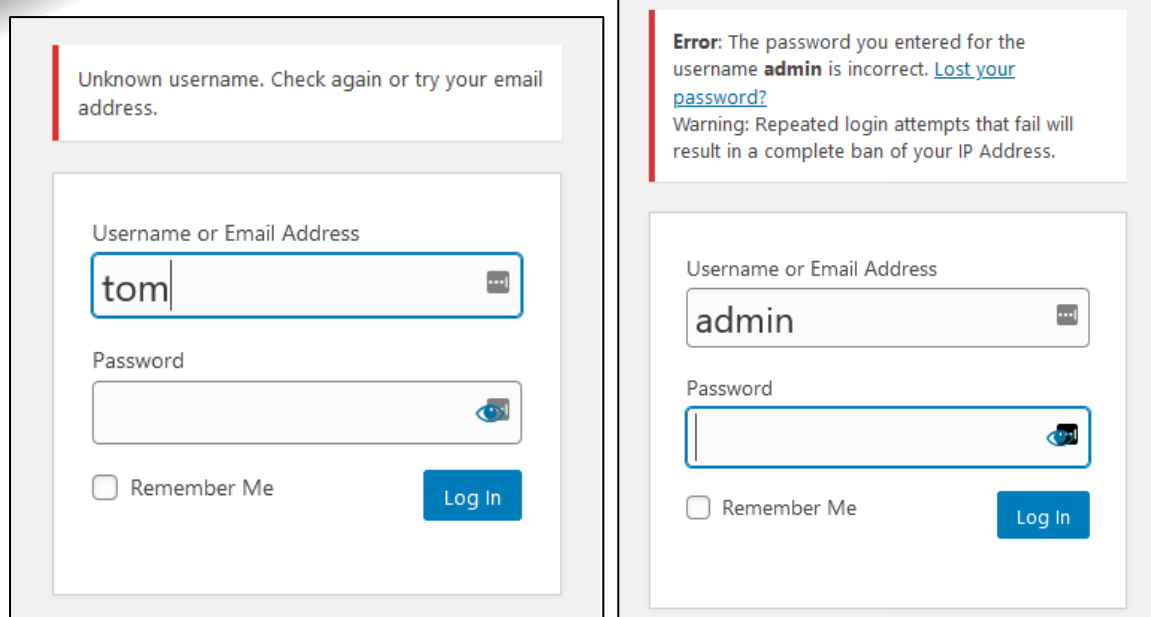 Unknown username. Check again or try your email
address.
Username or Email Address
tom
Password
Remember Me
Log In
Error: The password you entered for the
username admin is incorrect. Lost your
password?
Warning: Repeated login attempts that fail will
result in a complete ban of your IP Address.
Username or Email Address
admin
Password
Remember Me
Log In